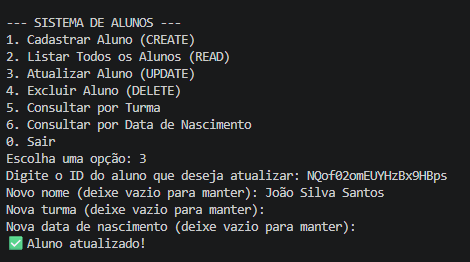 --- SISTEMA DE ALUNOS ---
1. Cadastrar Aluno (CREATE)
2. Listar Todos os Alunos (READ)
3. Atualizar Aluno (UPDATE)
4. Excluir Aluno (DELETE)
5. Consultar por Turma
6. Consultar por Data de Nascimento
0. Sair
Escolha uma opção: 3
Digite o ID do aluno que deseja atualizar: NQof02omEUYHzBx9HBps
Novo nome (deixe vazio para manter): João Silva Santos
Nova turma (deixe vazio para manter):
Nova data de nascimento (deixe vazio para manter):
✅ Aluno atualizado!